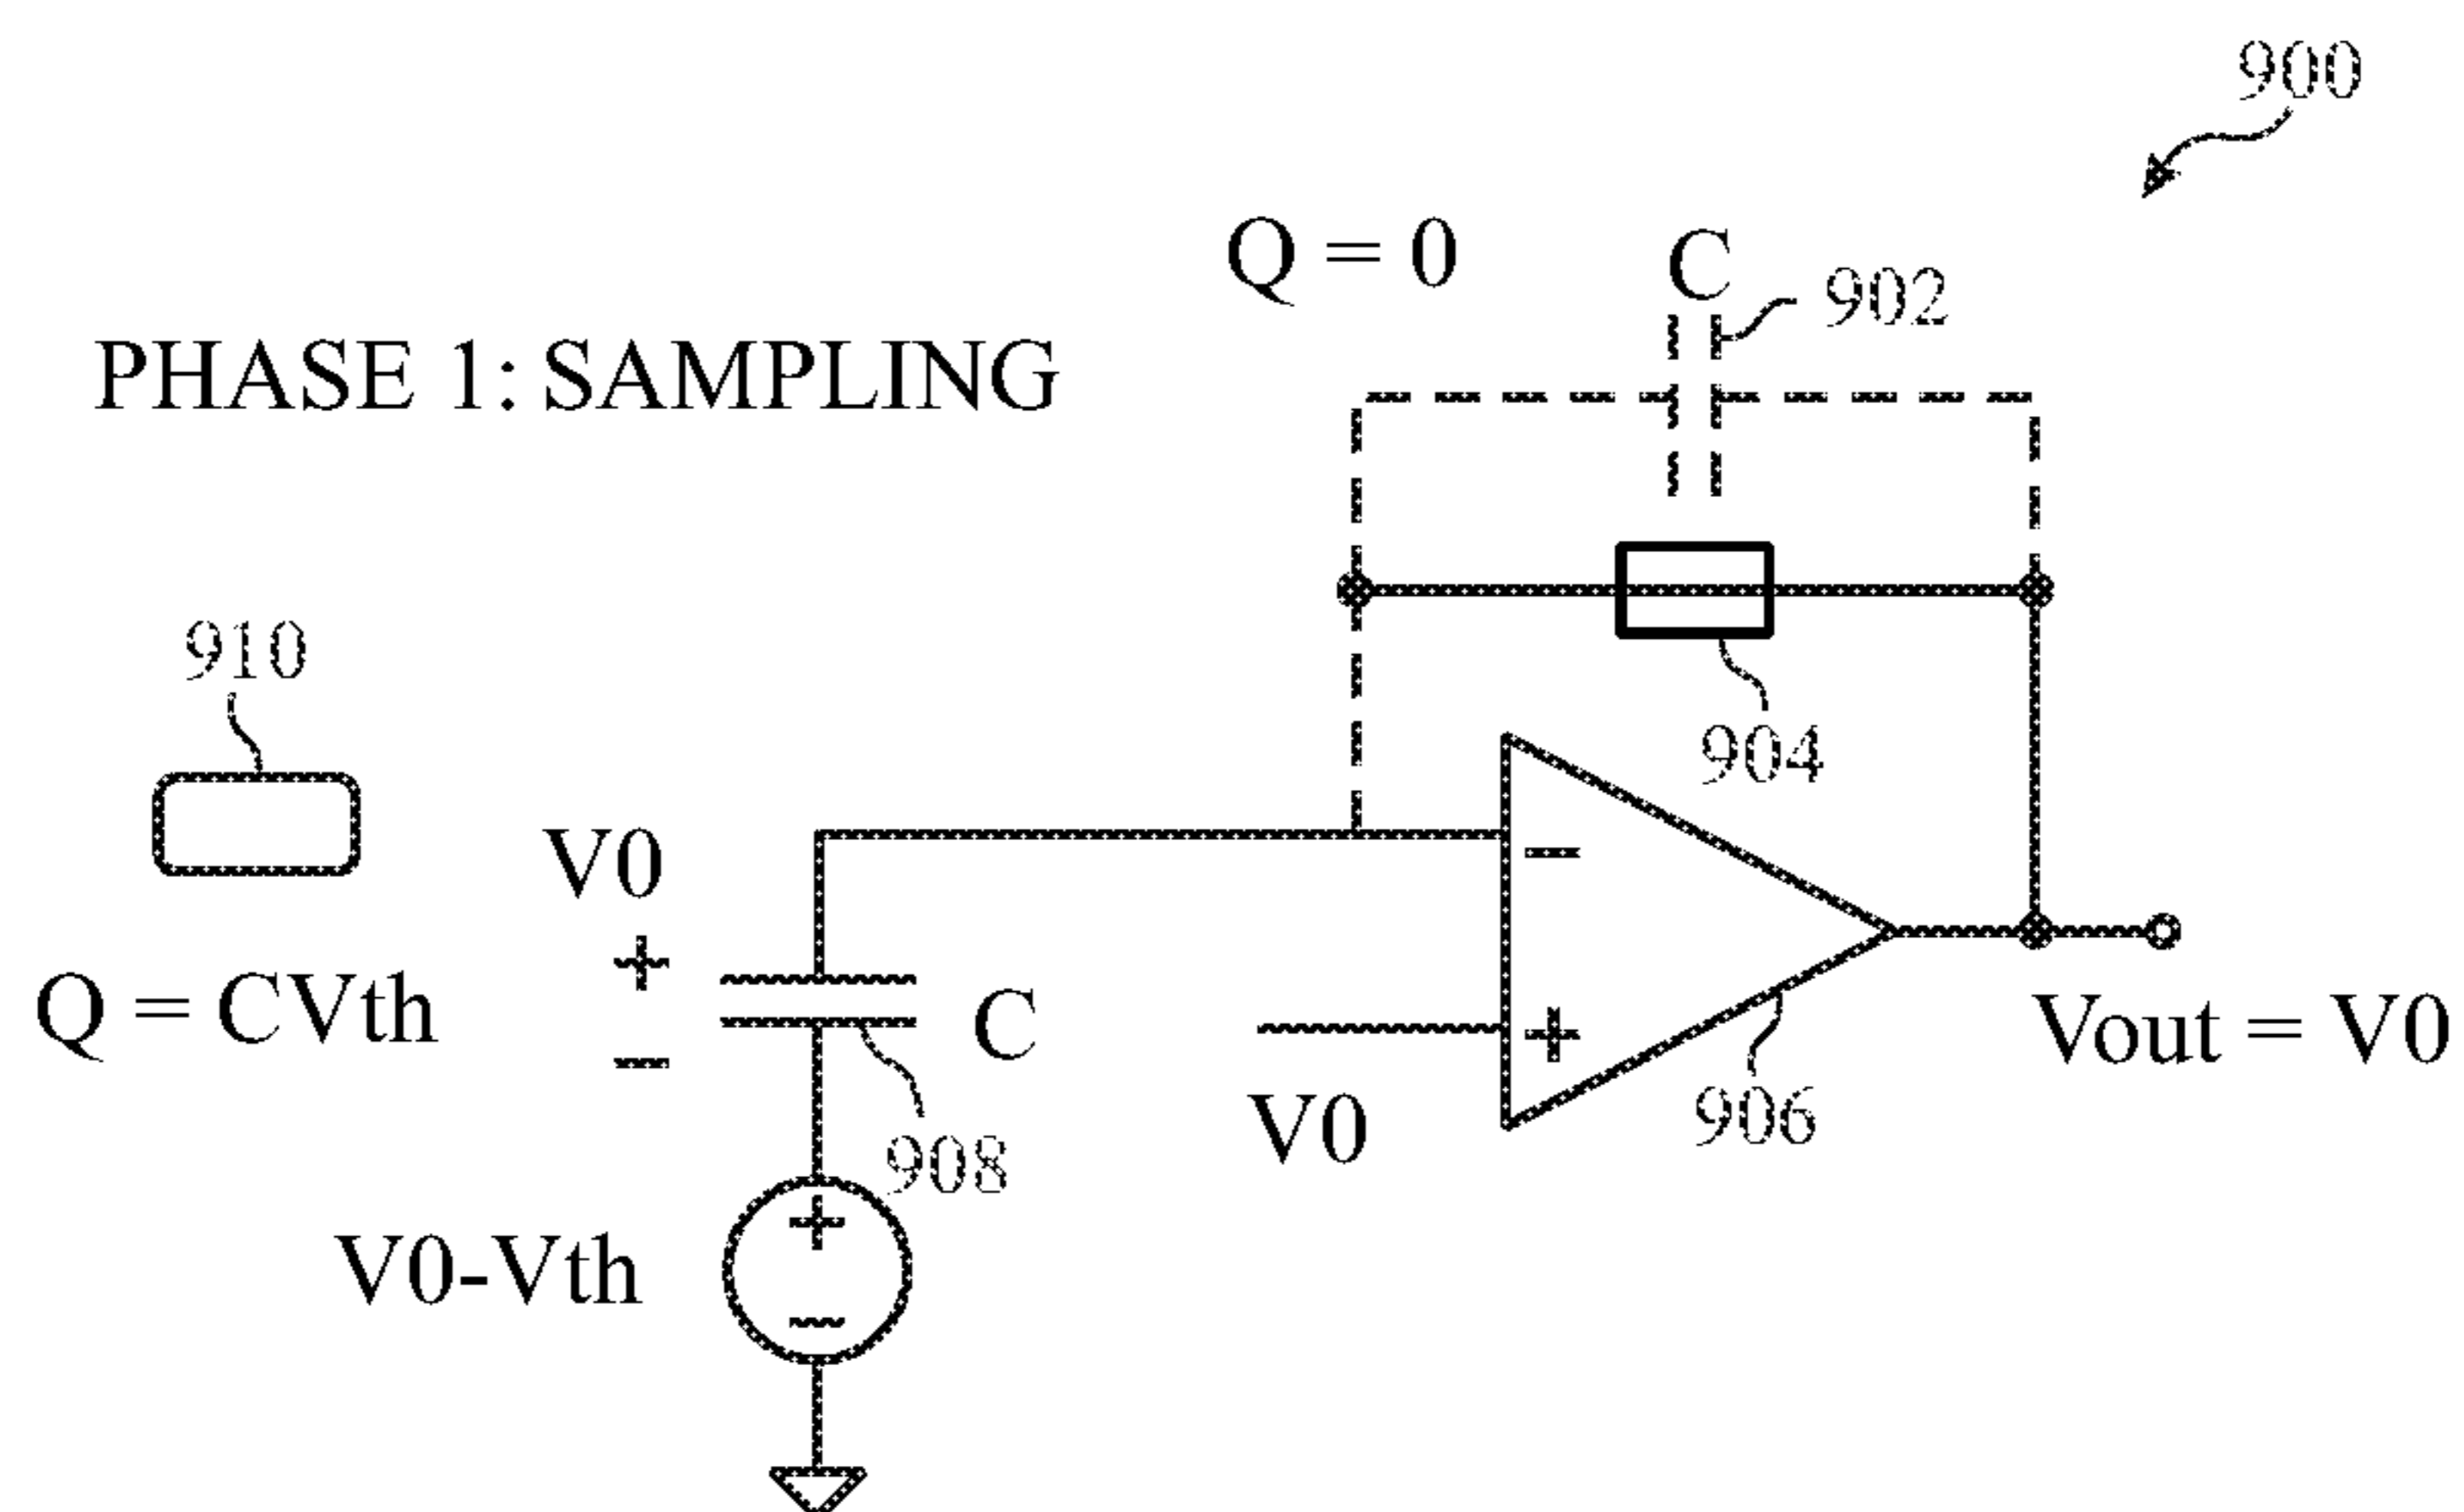 900
Q = 0
C
902
PHASE 1: SAMPLING
910
904
V0
+
−
−
Q = CVth
+
C
−
V0
+
Vout = V0
906
908
V0-Vth
+
−